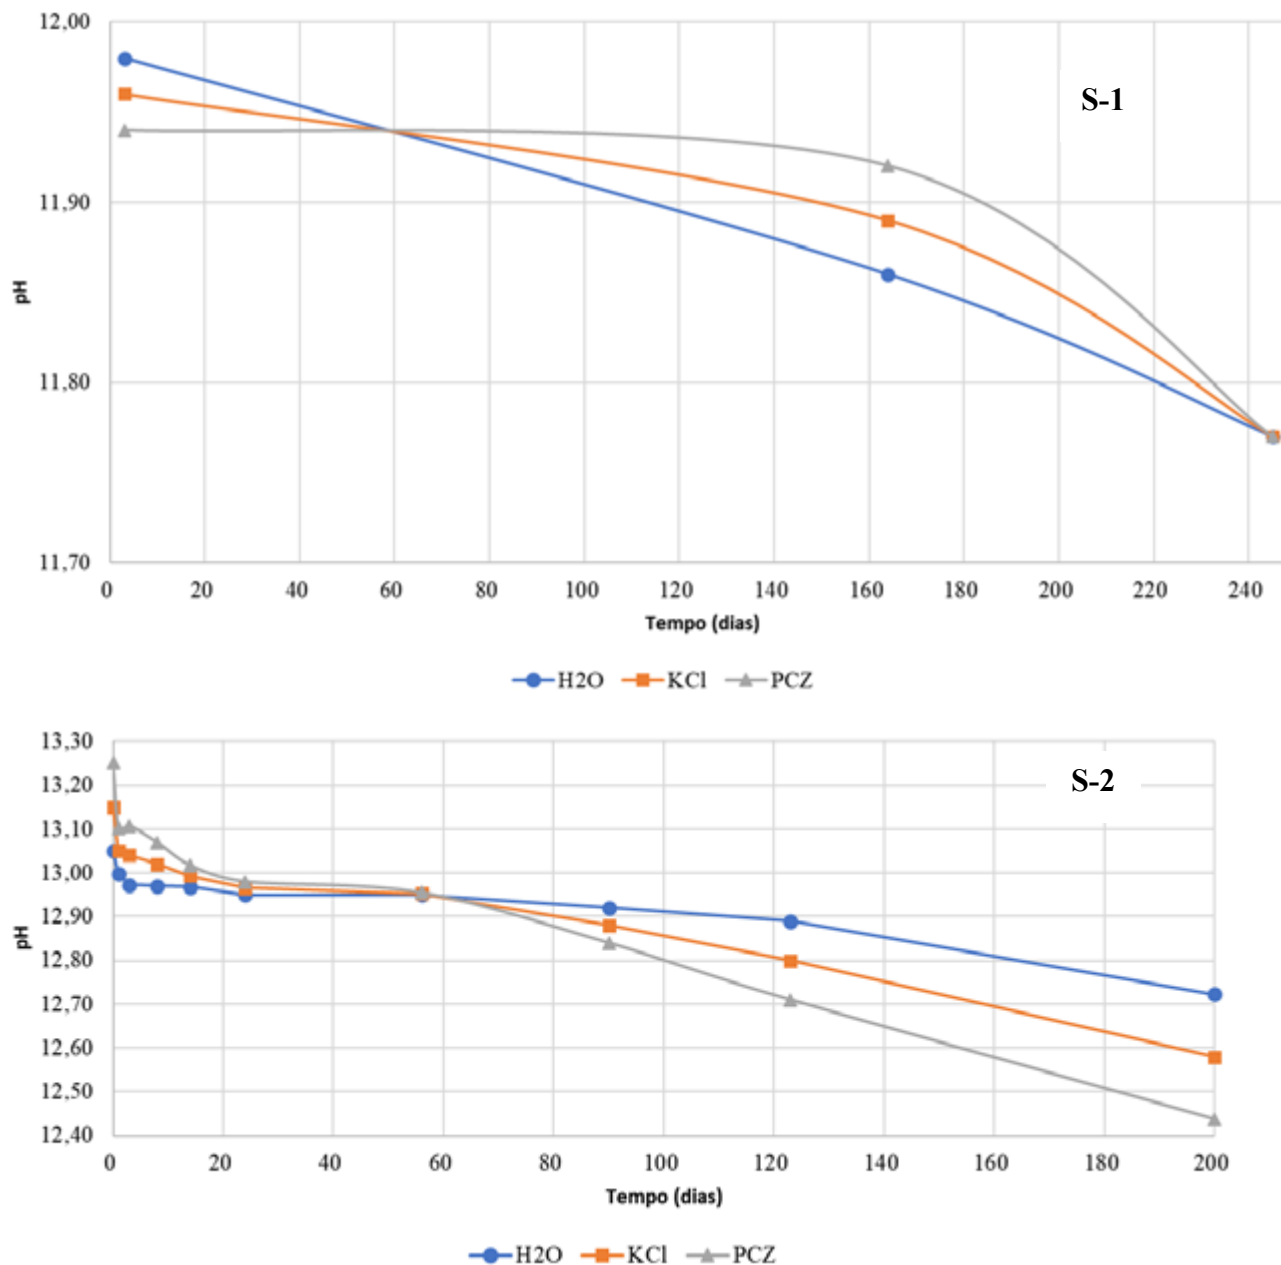 12,00
S-1
11,90
pH
11,80
11,70
0 20 40 60 80 100 120 140 160 180 200 220 240
Tempo (dias)
H2O KCl PCZ
13,30
S-2
13,20
13,10
13,00
12,90
pH
12,80
12,70
12,60
12,50
12,40
0 20 40 60 80 100 120 140 160 180 200
Tempo (dias)
H2O KCl PCZ